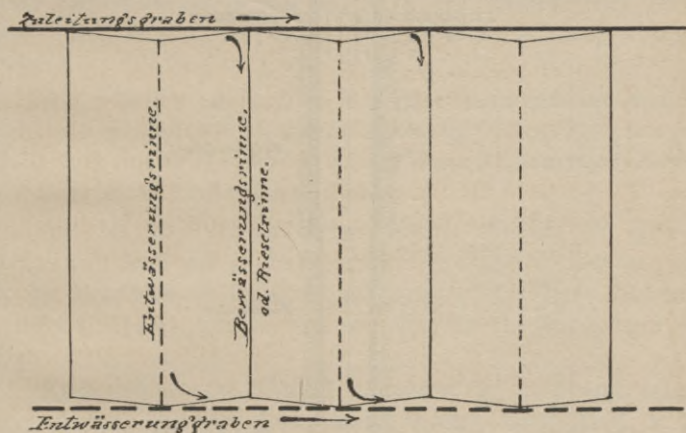 Zuleitungsgraben
Entwässerungsrinne.
Bewässerungsrinne.
od. Rieselrinne.
Entwässerungsgraben